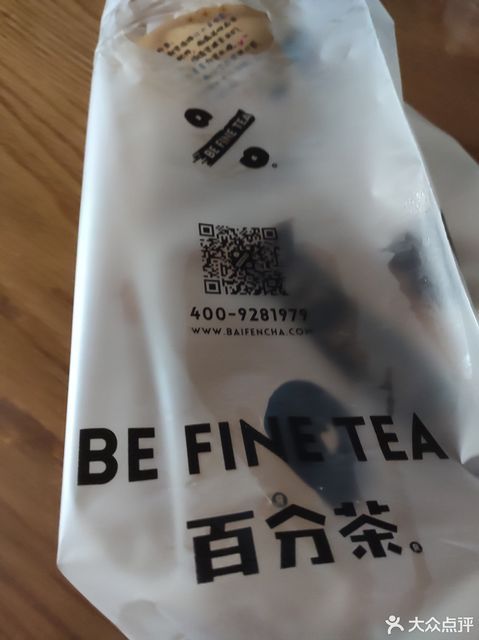 BE FINE TEA
400-9281979
WWW.BAIFENCHA.COM
BE FINE TEA
百分茶
大众点评